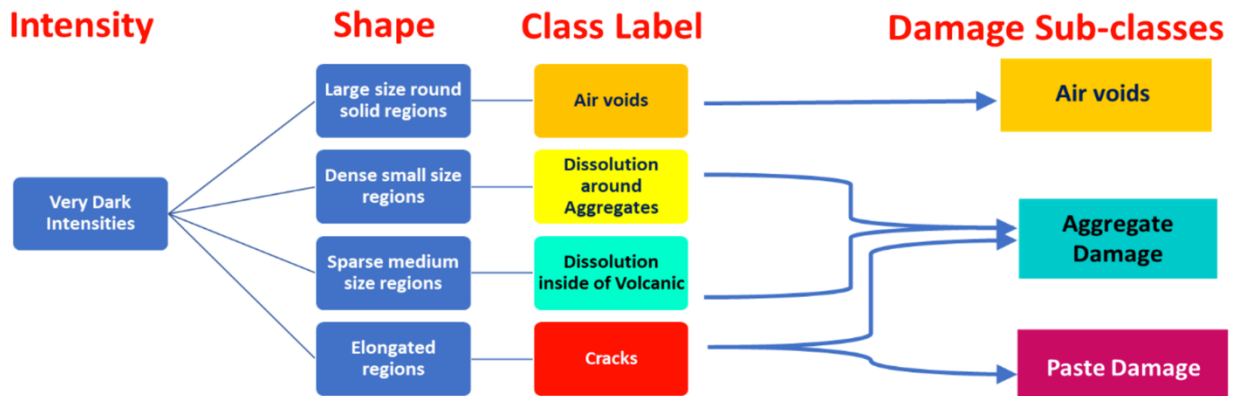 Intensity
Shape
Class Label
Damage Sub-classes
Very Dark
Intensities
Large size round
solid regions
Dense small size
regions
Sparse medium
size regions
Elongated
regions
Air voids
Dissolution
around
Aggregates
Dissolution
inside of Volcanic
Cracks
Air voids
Aggregate
Damage
Paste Damage